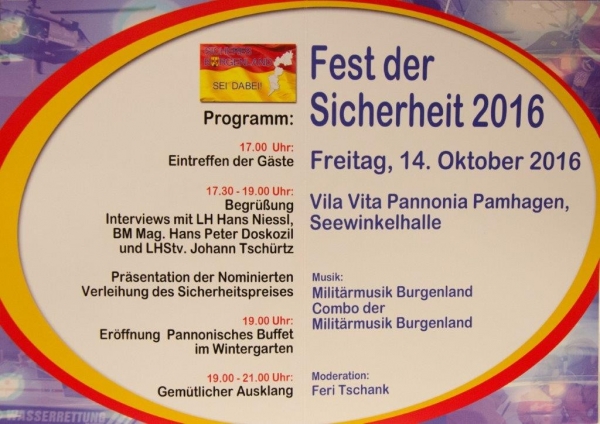 BURGENLAND
SEI DABEI!
Programm:
17.00 Uhr:
Eintreffen der Gäste
17.30 - 19.00 Uhr:
Begrüßung
Interviews mit LH Hans Niessl,
BM Mag. Hans Peter Doskozil
und LHStv. Johann Tschürtz
Präsentation der Nominierten
Verleihung des Sicherheitspreises
19.00 Uhr:
Eröffnung Pannonisches Buffet
im Wintergarten
19.00 - 21.00 Uhr:
Gemütlicher Ausklang
Fest der
Sicherheit 2016
Freitag, 14. Oktober 2016
Vila Vita Pannonia Pamhagen,
Seewinkelhalle
Musik:
Militärmusik Burgenland
Combo der
Militärmusik Burgenland
Moderation:
Feri Tschank
WASSERRETTUNG